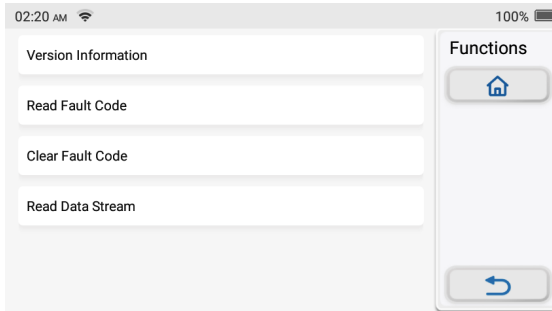 02:20 AM
100%
Version Information
Read Fault Code
Clear Fault Code
Read Data Stream
Functions